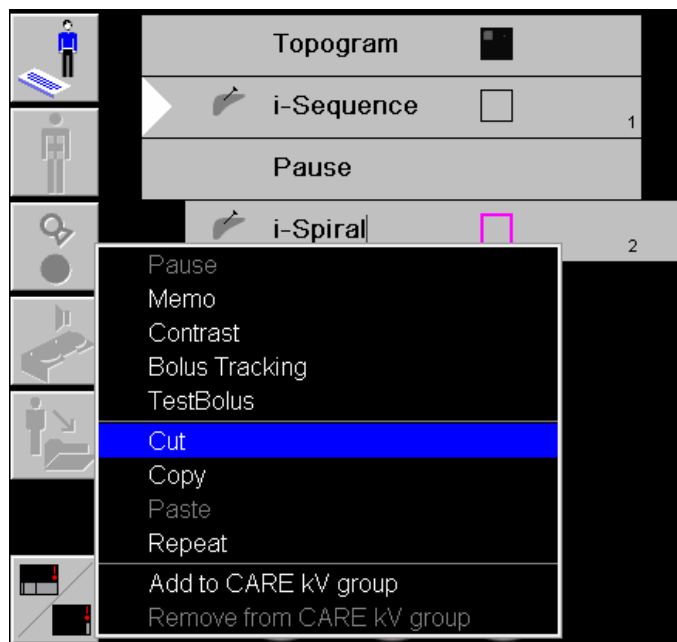 Topogram
i-Sequence
1
Pause
i-Spiral
2
Pause
Memo
Contrast
Bolus Tracking
TestBolus
Cut
Copy
Paste
Repeat
Add to CARE kV group
Remove from CARE kV group